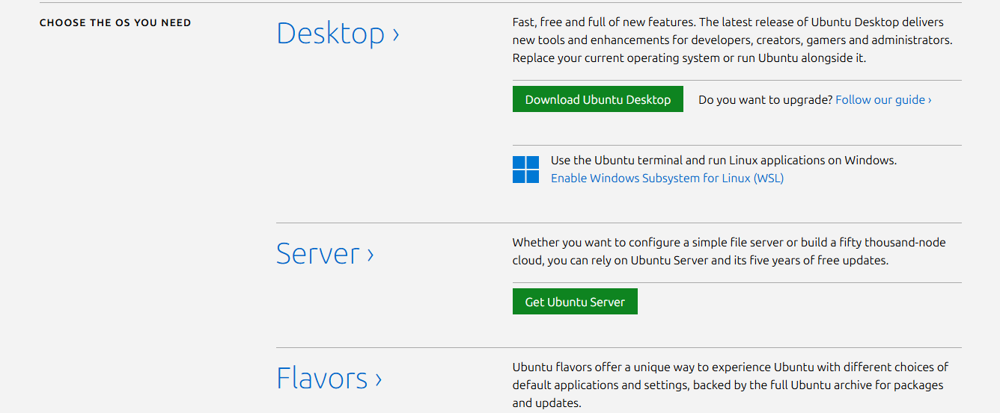 CHOOSE THE OS YOU NEED
Desktop ›
Fast, free and full of new features. The latest release of Ubuntu Desktop delivers
new tools and enhancements for developers, creators, gamers and administrators.
Replace your current operating system or run Ubuntu alongside it.
Download Ubuntu Desktop
Do you want to upgrade? Follow our guide ›
Use the Ubuntu terminal and run Linux applications on Windows.
Enable Windows Subsystem for Linux (WSL)
Server ›
Whether you want to configure a simple file server or build a fifty thousand-node
cloud, you can rely on Ubuntu Server and its five years of free updates.
Get Ubuntu Server
Flavors ›
Ubuntu flavors offer a unique way to experience Ubuntu with different choices of
default applications and settings, backed by the full Ubuntu archive for packages
and updates.